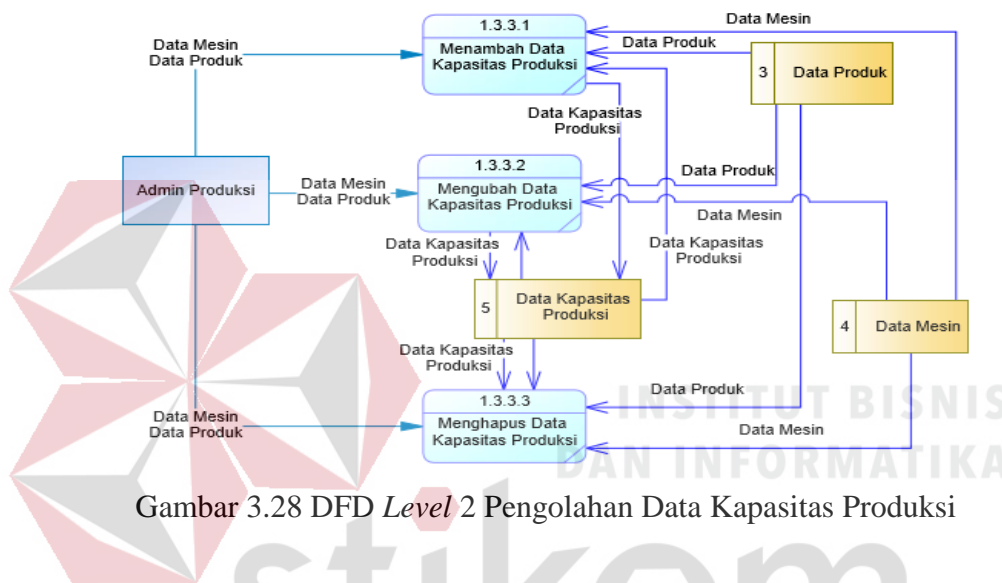 Data Mesin
1.3.3.1
Menambah Data
Kapasitas Produksi
Data Mesin
Data Produk
Data Produk
3
Data Produk
Data Kapasitas
Produksi
1.3.3.2
Mengubah Data
Kapasitas Produksi
Data Produk
Admin Produksi
Data Mesin
Data Produk
Data Mesin
Data Kapasitas
Produksi
Data Kapasitas
Produksi
5
Data Kapasitas
Produksi
4
Data Mesin
Data Kapasitas
Produksi
1.3.3.3
Menghapus Data
Kapasitas Produksi
Data Produk
Data Mesin
Data Produk
Data Mesin
INSTITUT BISNIS
DAN INFORMATIKA
Gambar 3.28 DFD Level 2 Pengolahan Data Kapasitas Produksi
stikom